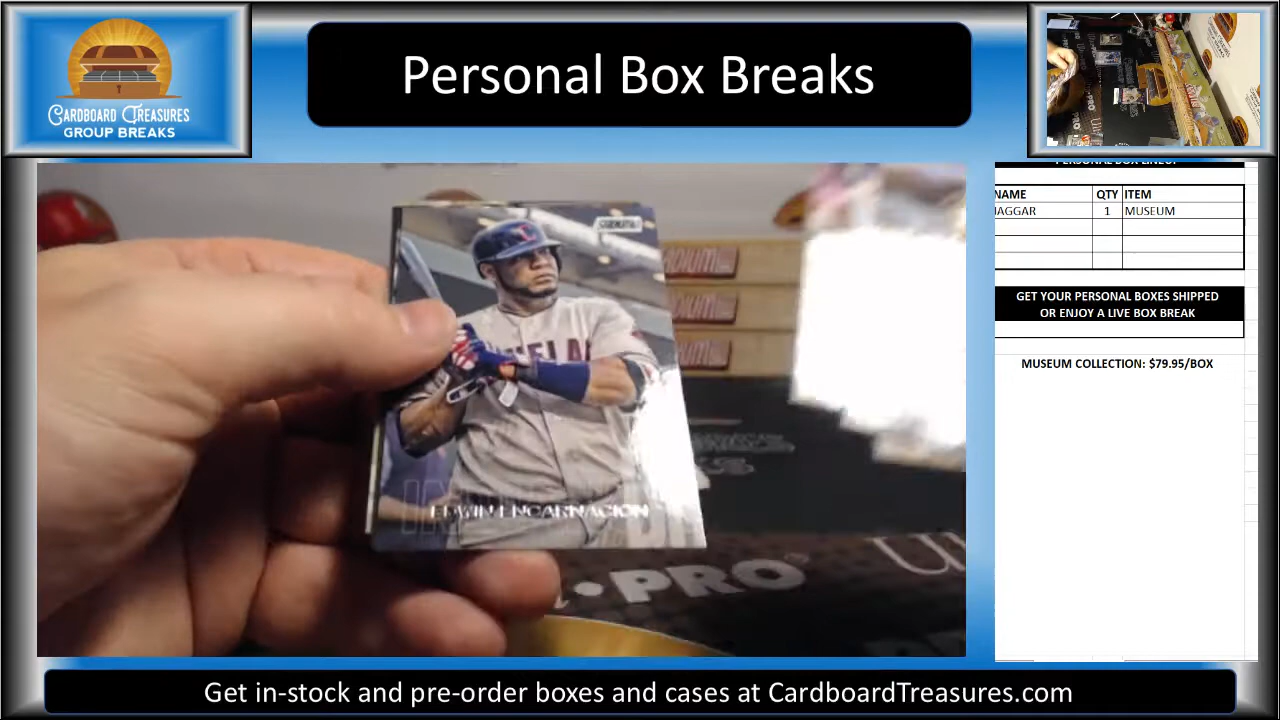 Personal Box Breaks
CARDBOARD TREASURES
GROUP BREAKS
NAME QTY ITEM
JAGGAR 1 MUSEUM
GET YOUR PERSONAL BOXES SHIPPED
OR ENJOY A LIVE BOX BREAK
MUSEUM COLLECTION: $79.95/BOX
EDWIN ENCARNACION
PRO
Get in-stock and pre-order boxes and cases at CardboardTreasures.com